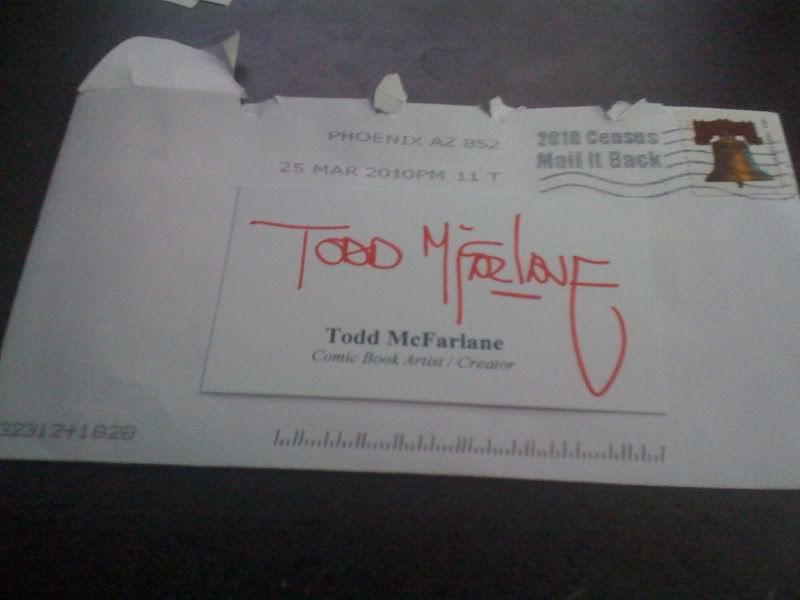 PHOENIX AZ 852
25 MAR 2010PM 11 T
2010 Census
Mail It Back
TODD McFARLANE
Todd McFarlane
Comic Book Artist / Creator
32312+1828